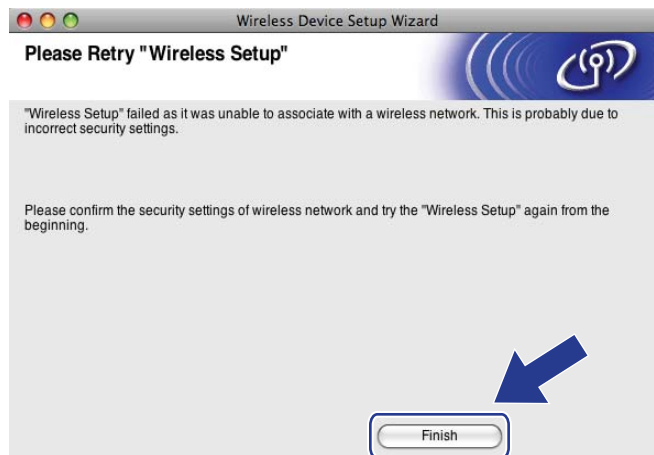 Wireless Device Setup Wizard
Please Retry "Wireless Setup"
"Wireless Setup" failed as it was unable to associate with a wireless network. This is probably due to
incorrect security settings.
Please confirm the security settings of wireless network and try the "Wireless Setup" again from the
beginning.
Finish